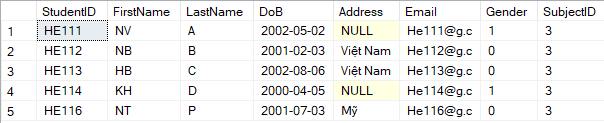 StudentID FirstName LastName DoB Address Email Gender SubjectID
1 HE111 NV A 2002-05-02 NULL He111@g.c 1 3
2 HE112 NB B 2001-02-03 Việt Nam He112@g.c 0 3
3 HE113 HB C 2002-08-06 Việt Nam He113@g.c 0 3
4 HE114 KH D 2000-04-05 NULL He114@g.c 1 3
5 HE116 NT P 2001-07-03 Mỹ He116@g.c 0 3